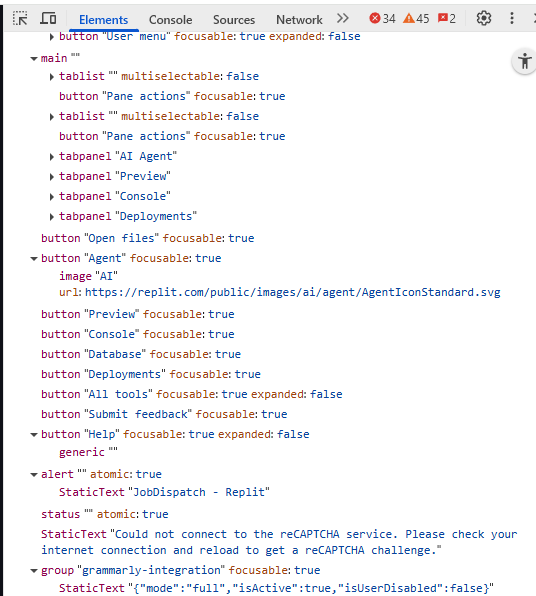 Elements Console Sources Network 34 45 2
button "User menu" focusable: true expanded: false
main ""
tablist "" multiselectable: false
button "Pane actions" focusable: true
tablist "" multiselectable: false
button "Pane actions" focusable: true
tabpanel "AI Agent"
tabpanel "Preview"
tabpanel "Console"
tabpanel "Deployments"
button "Open files" focusable: true
button "Agent" focusable: true
image "AI"
url: https://replit.com/public/images/ai/agent/AgentIconStandard.svg
button "Preview" focusable: true
button "Console" focusable: true
button "Database" focusable: true
button "Deployments" focusable: true
button "All tools" focusable: true expanded: false
button "Submit feedback" focusable: true
button "Help" focusable: true expanded: false
generic ""
alert "" atomic: true
StaticText "JobDispatch - Replit"
status "" atomic: true
StaticText "Could not connect to the reCAPTCHA service. Please check your
internet connection and reload to get a reCAPTCHA challenge."
group "grammarly-integration" focusable: true
StaticText "{"mode":"full","isActive":true,"isUserDisabled":false}"